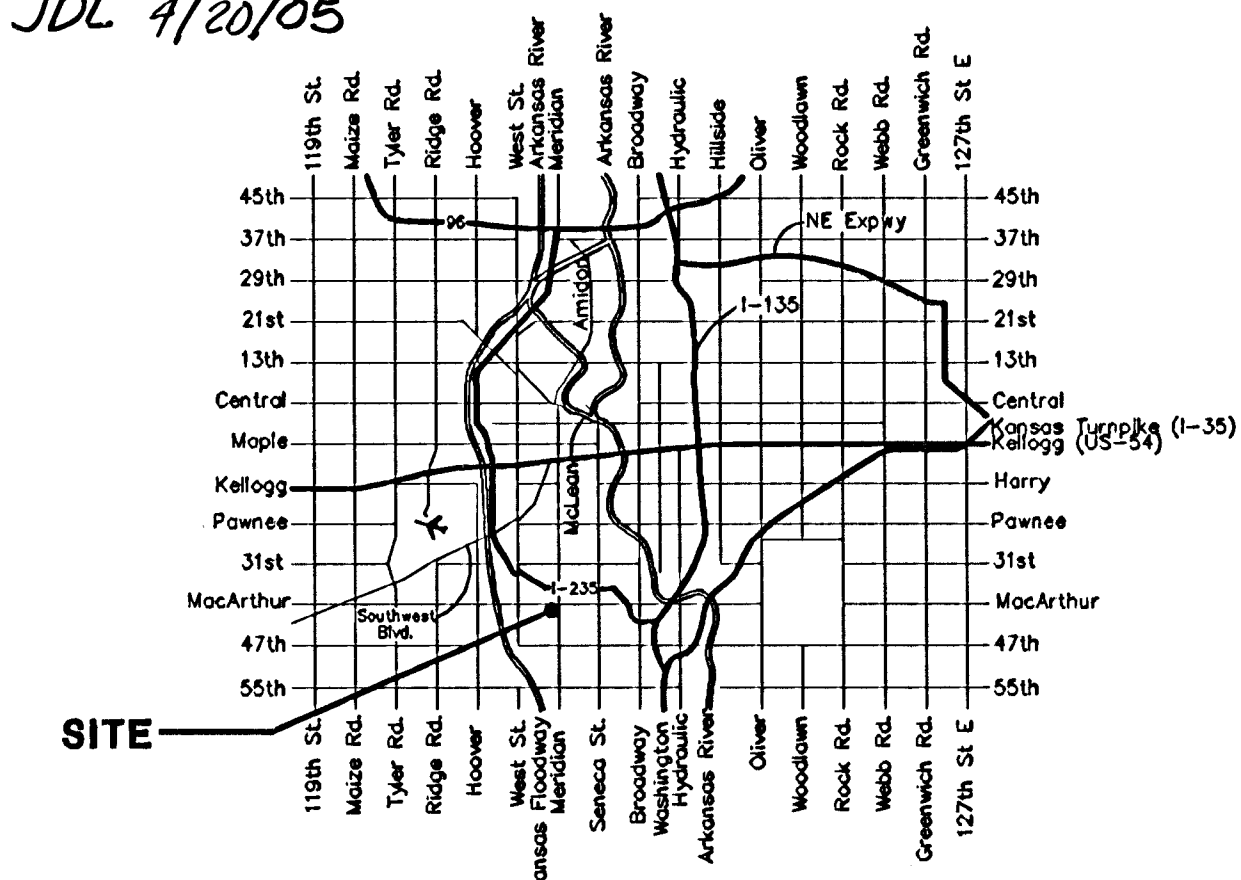 JDL 4/20/05
119th St.
Maize Rd.
Tyler Rd.
Ridge Rd.
Hoover
West St.
Arkansas River
Meridian
Arkansas River
Broadway
Hydraulic
Hillside
Oliver
Woodlawn
Rock Rd.
Webb Rd.
Greenwich Rd.
127th St E
45th
37th
29th
21st
13th
Central
Maple
Kellogg
Pawnee
31st
MacArthur
47th
55th
96
NE Expwy
Amidon
I-135
McLean
I-235
Southwest
Blvd.
45th
37th
29th
21st
13th
Central
Kansas Turnpike (I-35)
Kellogg (US-54)
Harry
Pawnee
31st
MacArthur
47th
55th
SITE
119th St.
Maize Rd.
Tyler Rd.
Ridge Rd.
Hoover
West St.
ansas Floodway
Meridian
Seneca St.
Broadway
Washington
Hydraulic
Arkansas River
Oliver
Woodlawn
Rock Rd.
Webb Rd.
Greenwich Rd.
127th St E